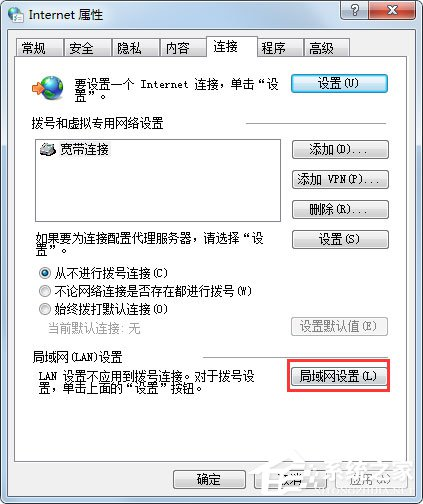 Internet 属性
常规 安全 隐私 内容 连接 程序 高级
要设置一个 Internet 连接，单击“设
置”。
设置(U)
拨号和虚拟专用网络设置
宽带连接
添加(D)...
添加 VPN(P)...
删除(R)...
如果要为连接配置代理服务器，请选择“设
置”。
设置(S)
从不进行拨号连接(C)
不论网络连接是否存在都进行拨号(W)
始终拨打默认连接(O)
当前默认连接: 无
设置默认值(E)
局域网(LAN)设置
LAN 设置不应用到拨号连接。对于拨号设
置，单击上面的“设置”按钮。
局域网设置(L)
确定 取消
系统之家